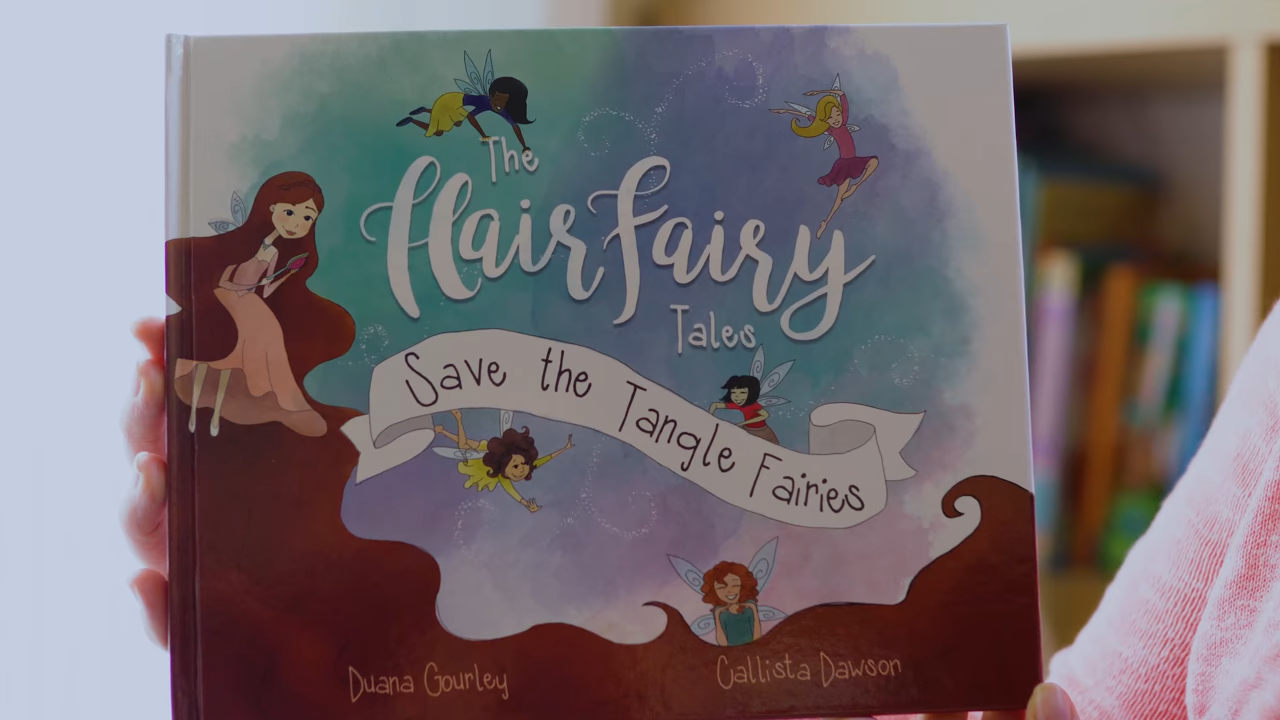 The
Hair Fairy
Tales
Save the Tangle Fairies
Duana Gourley
Callista Dawson